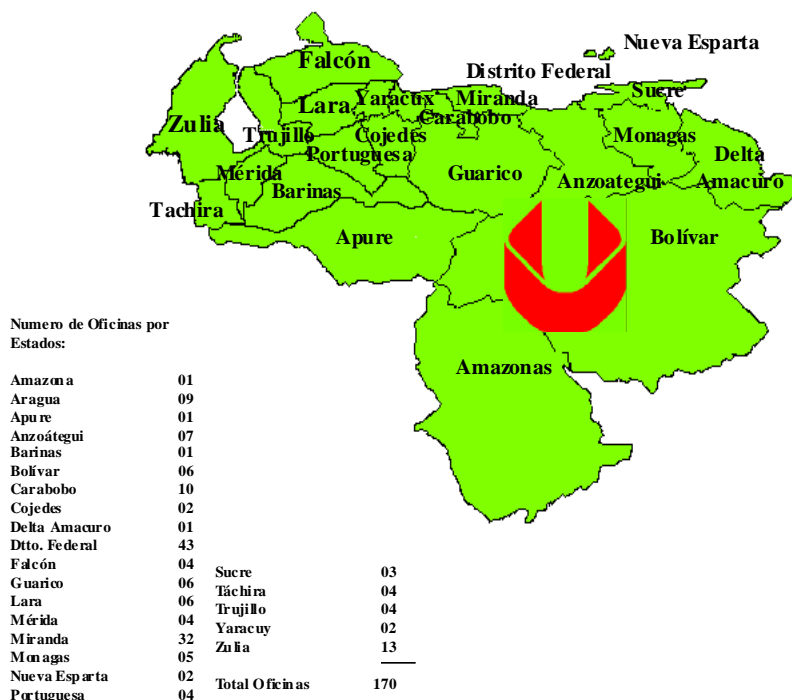 Nueva Esparta
Falcón
Distrito Federal
Sucre
Lara
Yaracux
Miranda
Carabobo
Zulia
Trujillo
Cojedes
Monagas
Portuguesa
Delta
Amacuro
Mérida
Guarico
Anzoategui
Barinas
Tachira
Apure
Bolívar
Amazonas
Numero de Oficinas por
Estados:
Amazona 01
Aragua 09
Apure 01
Anzoátegui 07
Barinas 01
Bolívar 06
Carabobo 10
Cojedes 02
Delta Amacuro 01
Dtto. Federal 43
Falcón 04
Guarico 06
Lara 06
Mérida 04
Miranda 32
Monagas 05
Nueva Esparta 02
Portuguesa 04
Sucre 03
Táchira 04
Trujillo 04
Yaracuy 02
Zulia 13
Total Oficinas 170